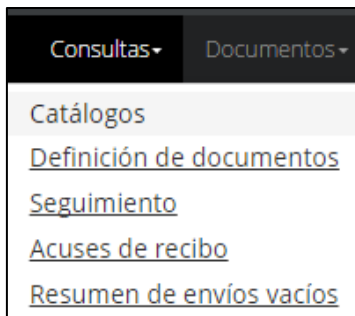 Consultas Documentos
Catálogos
Definición de documentos
Seguimiento
Acuses de recibo
Resumen de envíos vacíos